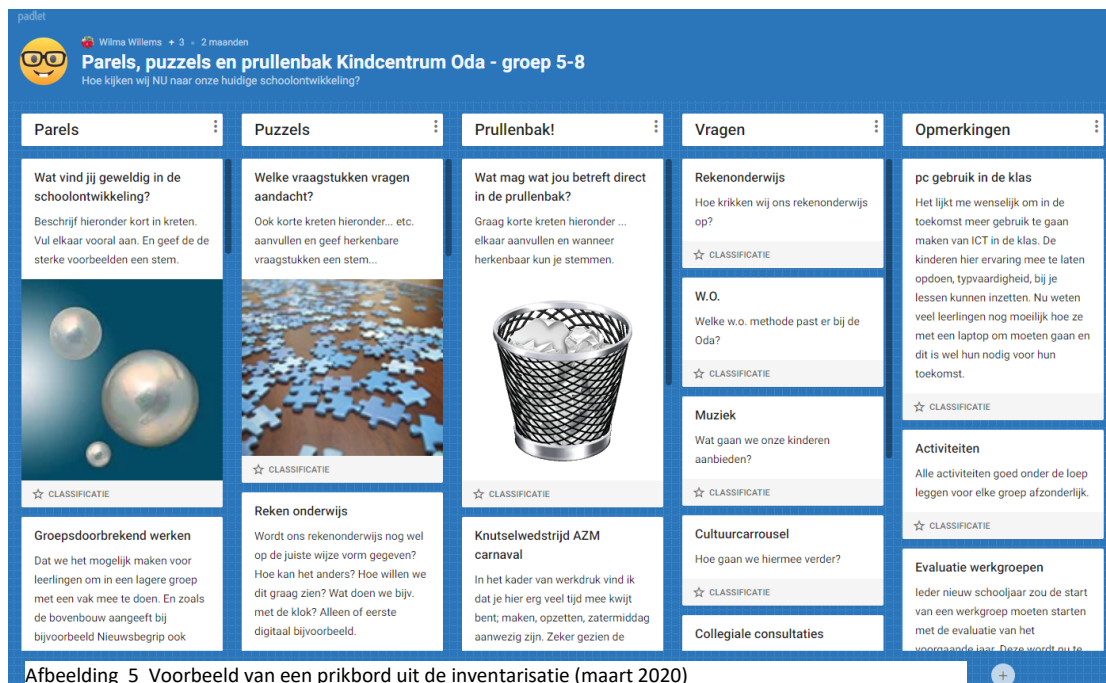 padlet
Wilma Willems + 3 • 2 maanden
Parels, puzzels en prullenbak Kindcentrum Oda - groep 5-8
Hoe kijken wij NU naar onze huidige schoolontwikkeling?
Parels
Wat vind jij geweldig in de
schoolontwikkeling?
Beschrijf hieronder kort in kreten.
Vul elkaar vooral aan. En geef de de
sterke voorbeelden een stem.
CLASSIFICATIE
Groepsdoorbrekend werken
Dat we het mogelijk maken voor
leerlingen om in een lagere groep
met een vak mee te doen. En zoals
de bovenbouw aangeeft bij
bijvoorbeeld Nieuwsbegrip ook
Puzzels
Welke vraagstukken vragen
aandacht?
Ook korte kreten hieronder... etc.
aanvullen en geef herkenbare
vraagstukken een stem...
CLASSIFICATIE
Reken onderwijs
Wordt ons rekenonderwijs nog wel
op de juiste wijze vorm gegeven?
Hoe kan het anders? Hoe willen we
dit graag zien? Wat doen we bijv.
met de klok? Alleen of eerste
digitaal bijvoorbeeld.
Prullenbak!
Wat mag wat jou betreft direct
in de prullenbak?
Graag korte kreten hieronder ...
elkaar aanvullen en wanneer
herkenbaar kun je stemmen.
CLASSIFICATIE
Knutselwedstrijd AZM
carnaval
In het kader van werkdruk vind ik
dat je hier erg veel tijd mee kwijt
bent; maken, opzetten, zatermiddag
aanwezig zijn. Zeker gezien de
Vragen
Rekenonderwijs
Hoe krikken wij ons rekenonderwijs
op?
CLASSIFICATIE
W.O.
Welke w.o. methode past er bij de
Oda?
CLASSIFICATIE
Muziek
Wat gaan we onze kinderen
aanbieden?
CLASSIFICATIE
Cultuurcarrousel
Hoe gaan we hiermee verder?
CLASSIFICATIE
Collegiale consultaties
Opmerkingen
pc gebruik in de klas
Het lijkt me wenselijk om in de
toekomst meer gebruik te gaan
maken van ICT in de klas. De
kinderen hier ervaring mee te laten
opdoen, typvaardigheid, bij je
lessen kunnen inzetten. Nu weten
veel leerlingen nog moeilijk hoe ze
met een laptop om moeten gaan en
dit is wel hun nodig voor hun
toekomst.
CLASSIFICATIE
Activiteiten
Alle activiteiten goed onder de loep
leggen voor elke groep afzonderlijk.
CLASSIFICATIE
Evaluatie werkgroepen
Ieder nieuw schooljaar zou de start
van een werkgroep moeten starten
met de evaluatie van het
voorgaande jaar. Deze wordt nu te
Afbeelding 5 Voorbeeld van een prikbord uit de inventarisatie (maart 2020)